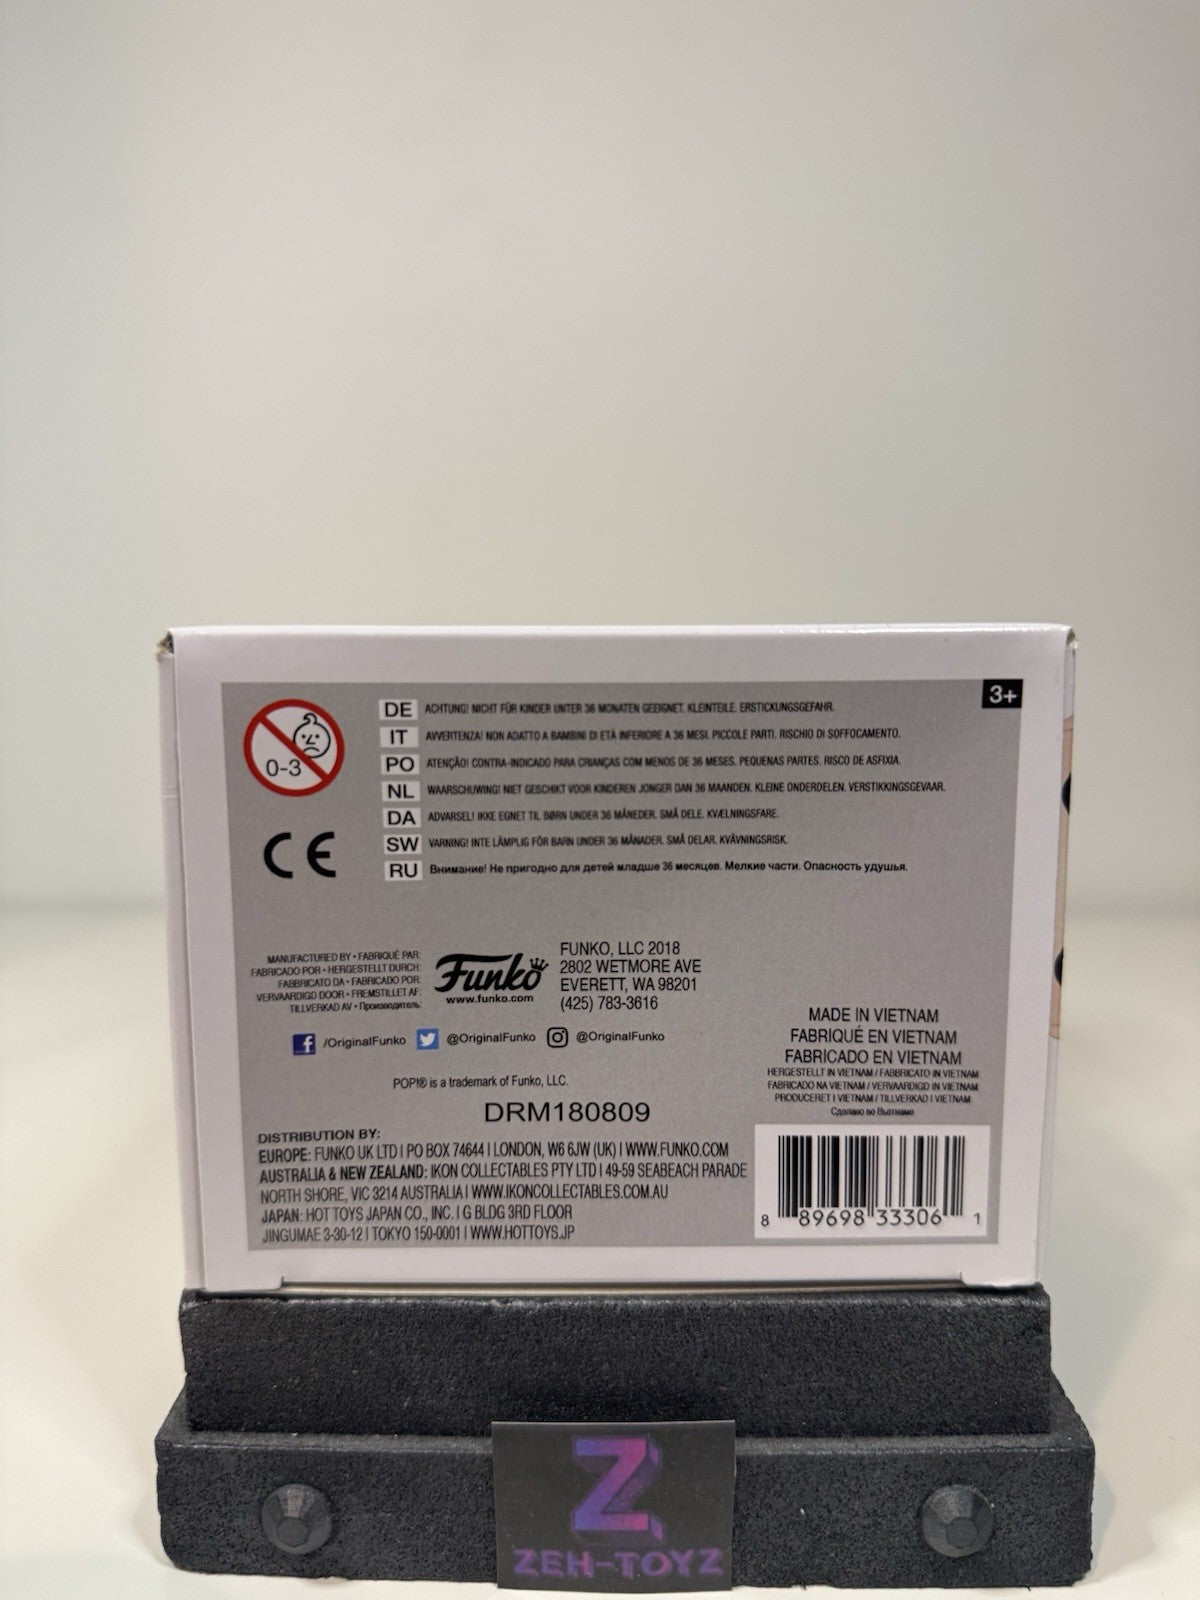 3+
0-3
DE ACHTUNG! NICHT FÜR KINDER UNTER 36 MONATEN GEEIGNET. KLEINTEILE. ERSTICKUNGSGEFAHR.
IT AVVERTENZA! NON ADATTO A BAMBINI DI ETÀ INFERIORE A 36 MESI. PICCOLE PARTI. RISCHIO DI SOFFOCAMENTO.
PO ATENÇÃO! CONTRA-INDICADO PARA CRIANÇAS COM MENOS DE 36 MESES. PEQUENAS PARTES. RISCO DE ASFIXIA.
NL WAARSCHUWING! NIET GESCHIKT VOOR KINDEREN JONGER DAN 36 MAANDEN. KLEINE ONDERDELEN. VERSTIKKINGSGEVAAR.
DA ADVARSEL! IKKE EGNET TIL BØRN UNDER 36 MÅNEDER. SMÅ DELE. KVÆLNINGSFARE.
SW VARNING! INTE LÄMPLIG FÖR BARN UNDER 36 MÅNADER. SMÅ DELAR. KVÄVNINGSRISK.
RU Внимание! Не пригодно для детей младше 36 месяцев. Мелкие части. Опасность удушья.
CE
MANUFACTURED BY • FABRIQUÉ PAR:
FABRICADO POR • HERGESTELLT DURCH:
FABBRICATO DA • FABRICADO POR:
VERVAARDIGD DOOR • FREMSTILLET AF:
TILLVERKAD AV • Производитель:
Funko
www.funko.com
FUNKO, LLC 2018
2802 WETMORE AVE
EVERETT, WA 98201
(425) 783-3616
/OriginalFunko @OriginalFunko @OriginalFunko
POP!® is a trademark of Funko, LLC.
DRM180809
MADE IN VIETNAM
FABRIQUÉ EN VIETNAM
FABRICADO EN VIETNAM
HERGESTELLT IN VIETNAM / FABBRICATO IN VIETNAM
FABRICADO NA VIETNAM / VERVAARDIGD IN VIETNAM
PRODUCERET I VIETNAM / TILLVERKAD I VIETNAM
Сделано во Вьетнаме
DISTRIBUTION BY:
EUROPE: FUNKO UK LTD | PO BOX 74644 | LONDON, W6 6JW (UK) | WWW.FUNKO.COM
AUSTRALIA & NEW ZEALAND: IKON COLLECTABLES PTY LTD | 49-59 SEABEACH PARADE
NORTH SHORE, VIC 3214 AUSTRALIA | WWW.IKONCOLLECTABLES.COM.AU
JAPAN: HOT TOYS JAPAN CO., INC. | G BLDG 3RD FLOOR
JINGUMAE 3-30-12 | TOKYO 150-0001 | WWW.HOTTOYS.JP
8 89698 33306 1
Z
ZEH-TOYZ